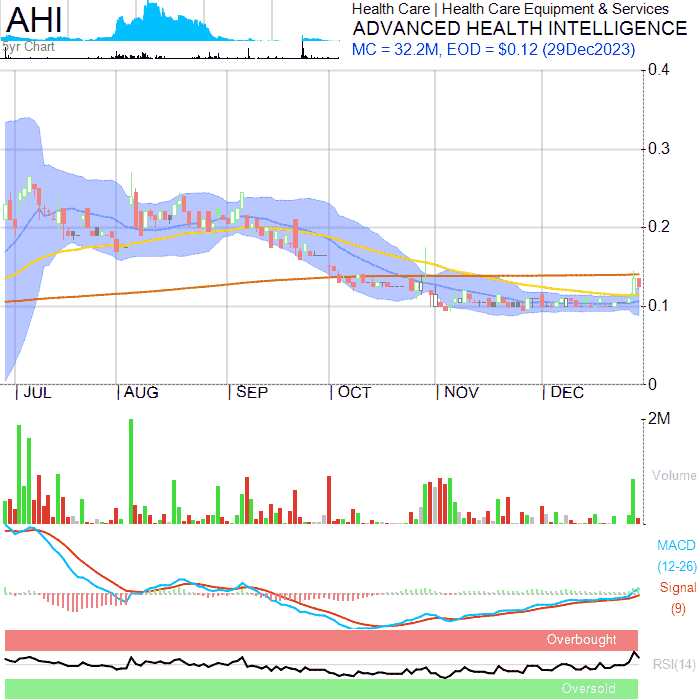 AHI
5yr Chart
Health Care | Health Care Equipment & Services
ADVANCED HEALTH INTELLIGENCE
MC = 32.2M, EOD = $0.12 (29Dec2023)
0.4
0.3
0.2
0.1
0
JUL AUG SEP OCT NOV DEC
2M
Volume
MACD
(12-26)
Signal
(9)
Overbought
RSI(14)
Oversold